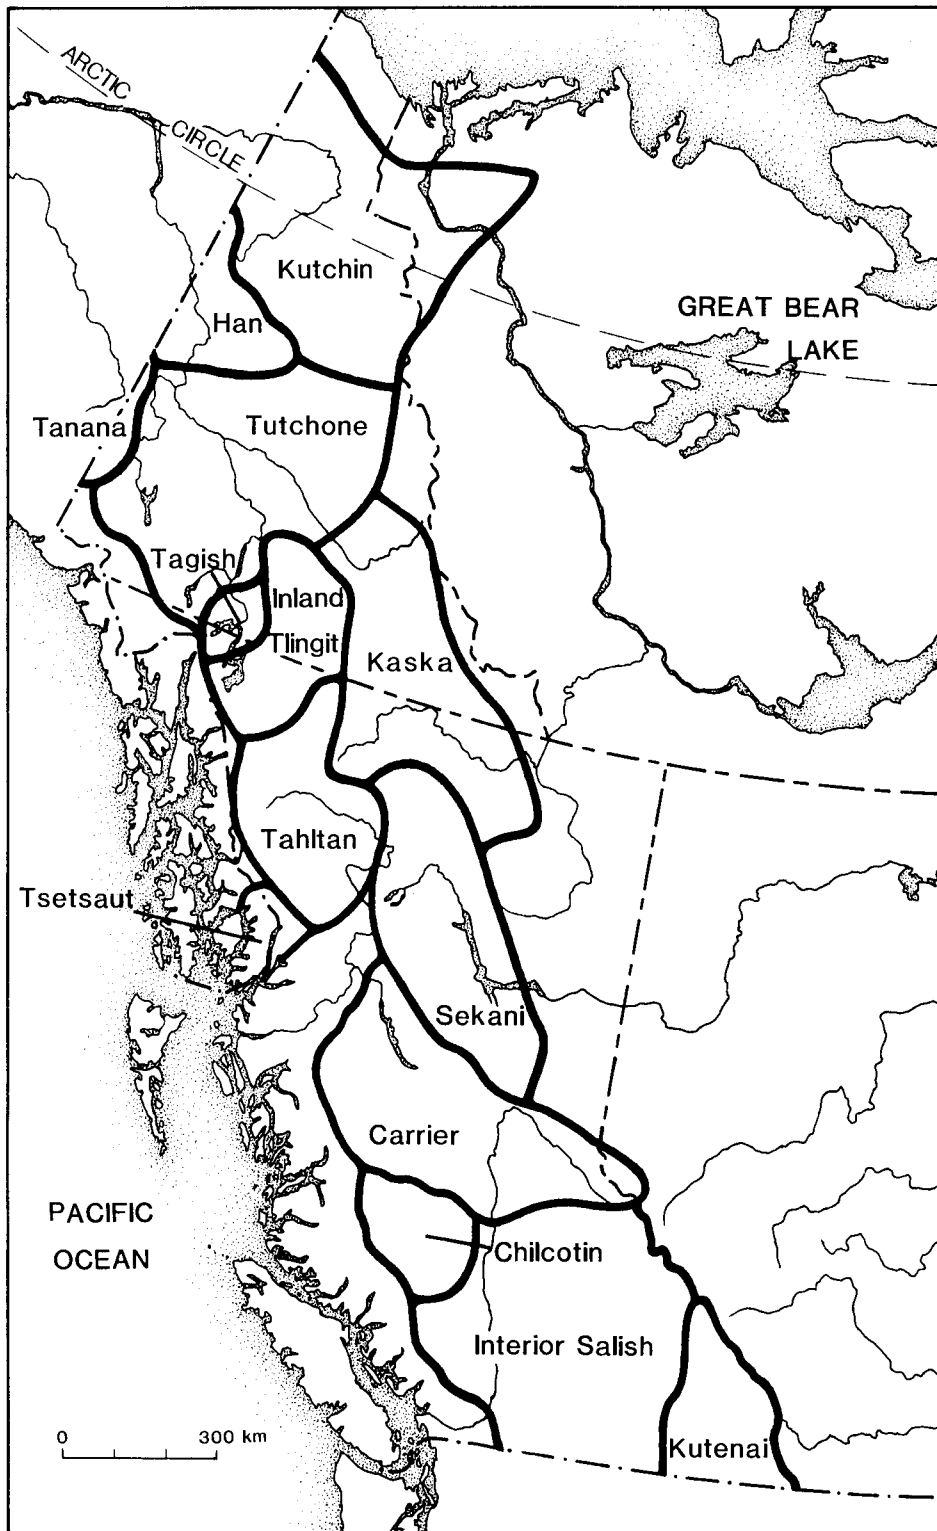 ARCTIC
CIRCLE
Kutchin
GREAT BEAR
LAKE
Han
Tanana
Tutchone
Tagish
Inland
Tlingit
Kaska
Tahltan
Tsetsaut
Sekani
Carrier
PACIFIC
OCEAN
Chilcotin
Interior Salish
0 300 km
Kutenai